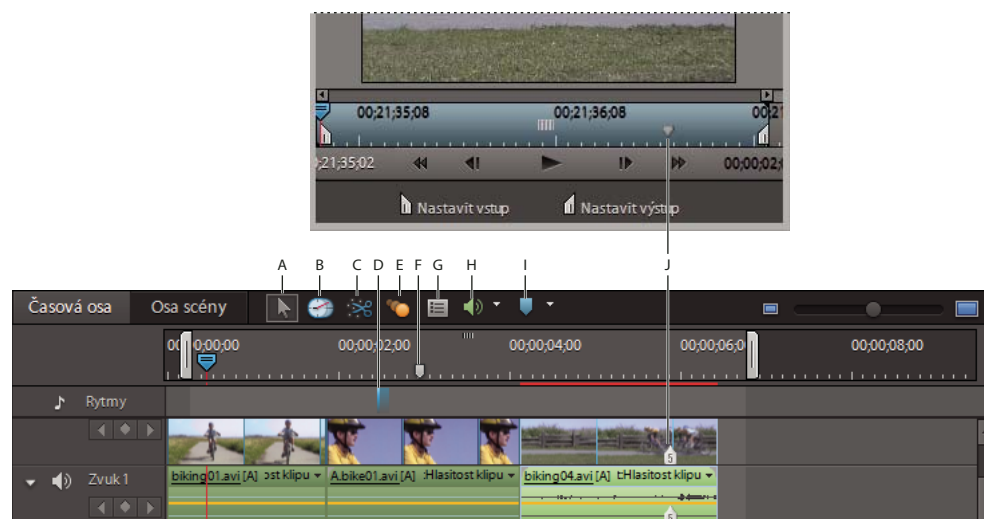 00;21;35;08 00;21;36;08 00;21
;21;35;02 00;00;02;
Nastavit vstup Nastavit výstup
A B C D E F G H I J
Časová osa Osa scény
00;00;00;00 00;00;02;00 00;00;04;00 00;00;06;0 00;00;08;00
Rytmy
5
Zvuk 1 biking01.avi [A] ost klipu A.bike01.avi [A] :Hlasitost klipu biking04.avi [A] t:Hlasitost klipu
5